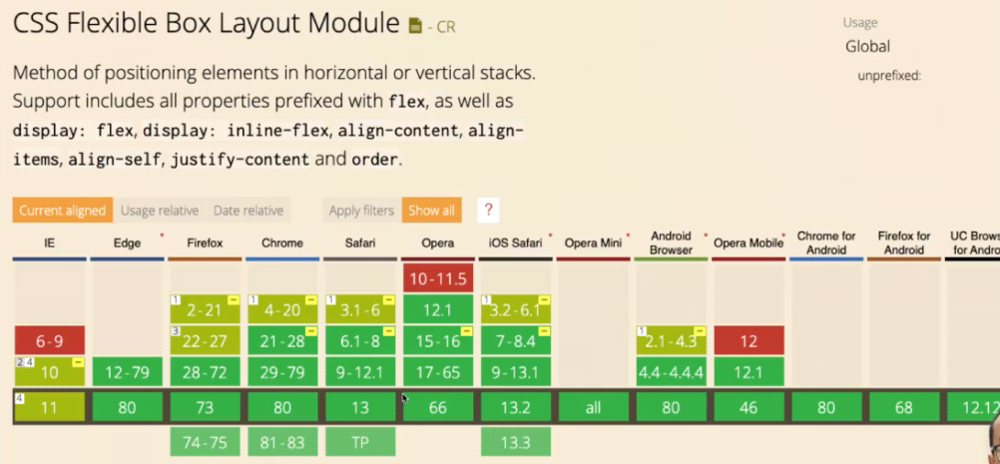 CSS Flexible Box Layout Module - CR
Usage
Global
unprefixed:
Method of positioning elements in horizontal or vertical stacks.
Support includes all properties prefixed with flex, as well as
display: flex, display: inline-flex, align-content, align-
items, align-self, justify-content and order.
Current aligned Usage relative Date relative Apply filters Show all ?
IE Edge * Firefox Chrome Safari Opera iOS Safari * Opera Mini * Android Browser * Opera Mobile * Chrome for Android Firefox for Android UC Brows for Andro
10-11.5
1 2-21 1 4-20 1 3.1-6 12.1 1 3.2-6.1
6-9 3 22-27 21-28 6.1-8 15-16 7-8.4 1 2.1-4.3 12
2 4 10 12-79 28-72 29-79 9-12.1 17-65 9-13.1 4.4-4.4.4 12.1
4 11 80 73 80 13 66 13.2 all 80 46 80 68 12.12
74-75 81-83 TP 13.3